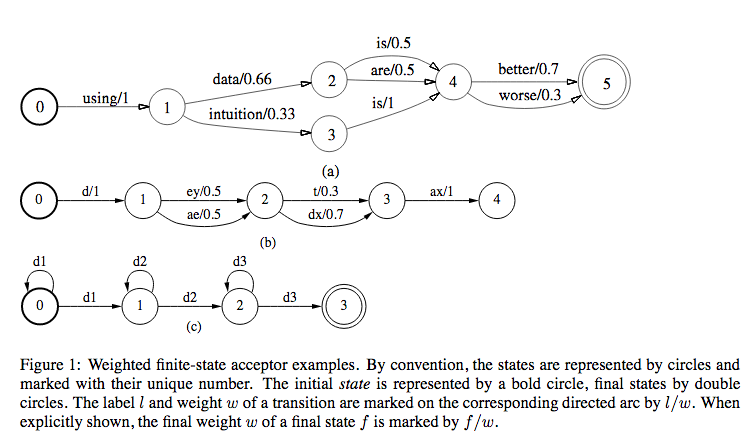 is/0.5
data/0.66 2 are/0.5 4 better/0.7 5
0 using/1 1 worse/0.3
intuition/0.33 is/1
3
(a)
0 d/1 1 ey/0.5 2 t/0.3 3 ax/1 4
ae/0.5 dx/0.7
(b)
d1 d2 d3
0 d1 1 d2 2 d3 3
(c)
Figure 1: Weighted finite-state acceptor examples. By convention, the states are represented by circles and
marked with their unique number. The initial state is represented by a bold circle, final states by double
circles. The label l and weight w of a transition are marked on the corresponding directed arc by l/w. When
explicitly shown, the final weight w of a final state f is marked by f/w.